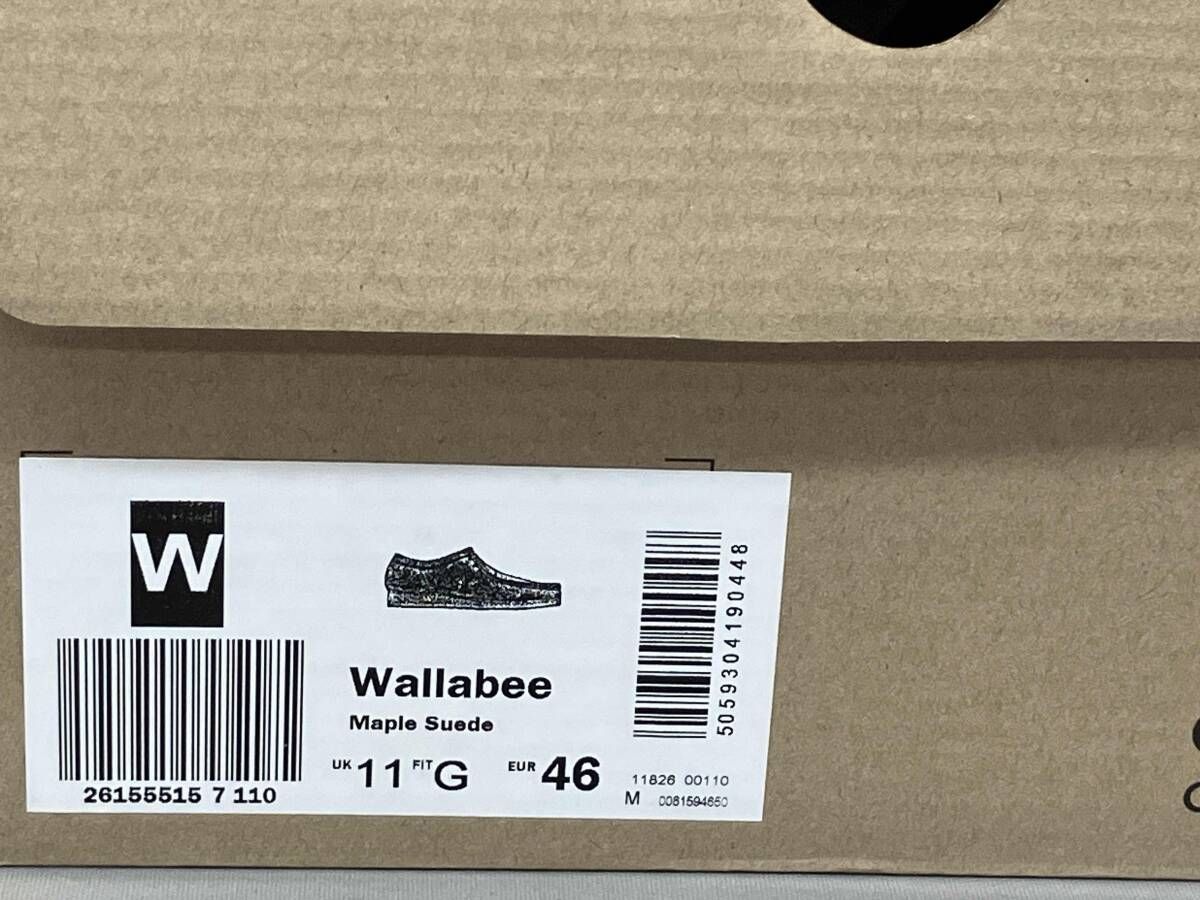 W
26155515 7 110
Wallabee
Maple Suede
UK 11 FIT G EUR 46
5059304190448
11826 00110
M 0081594650